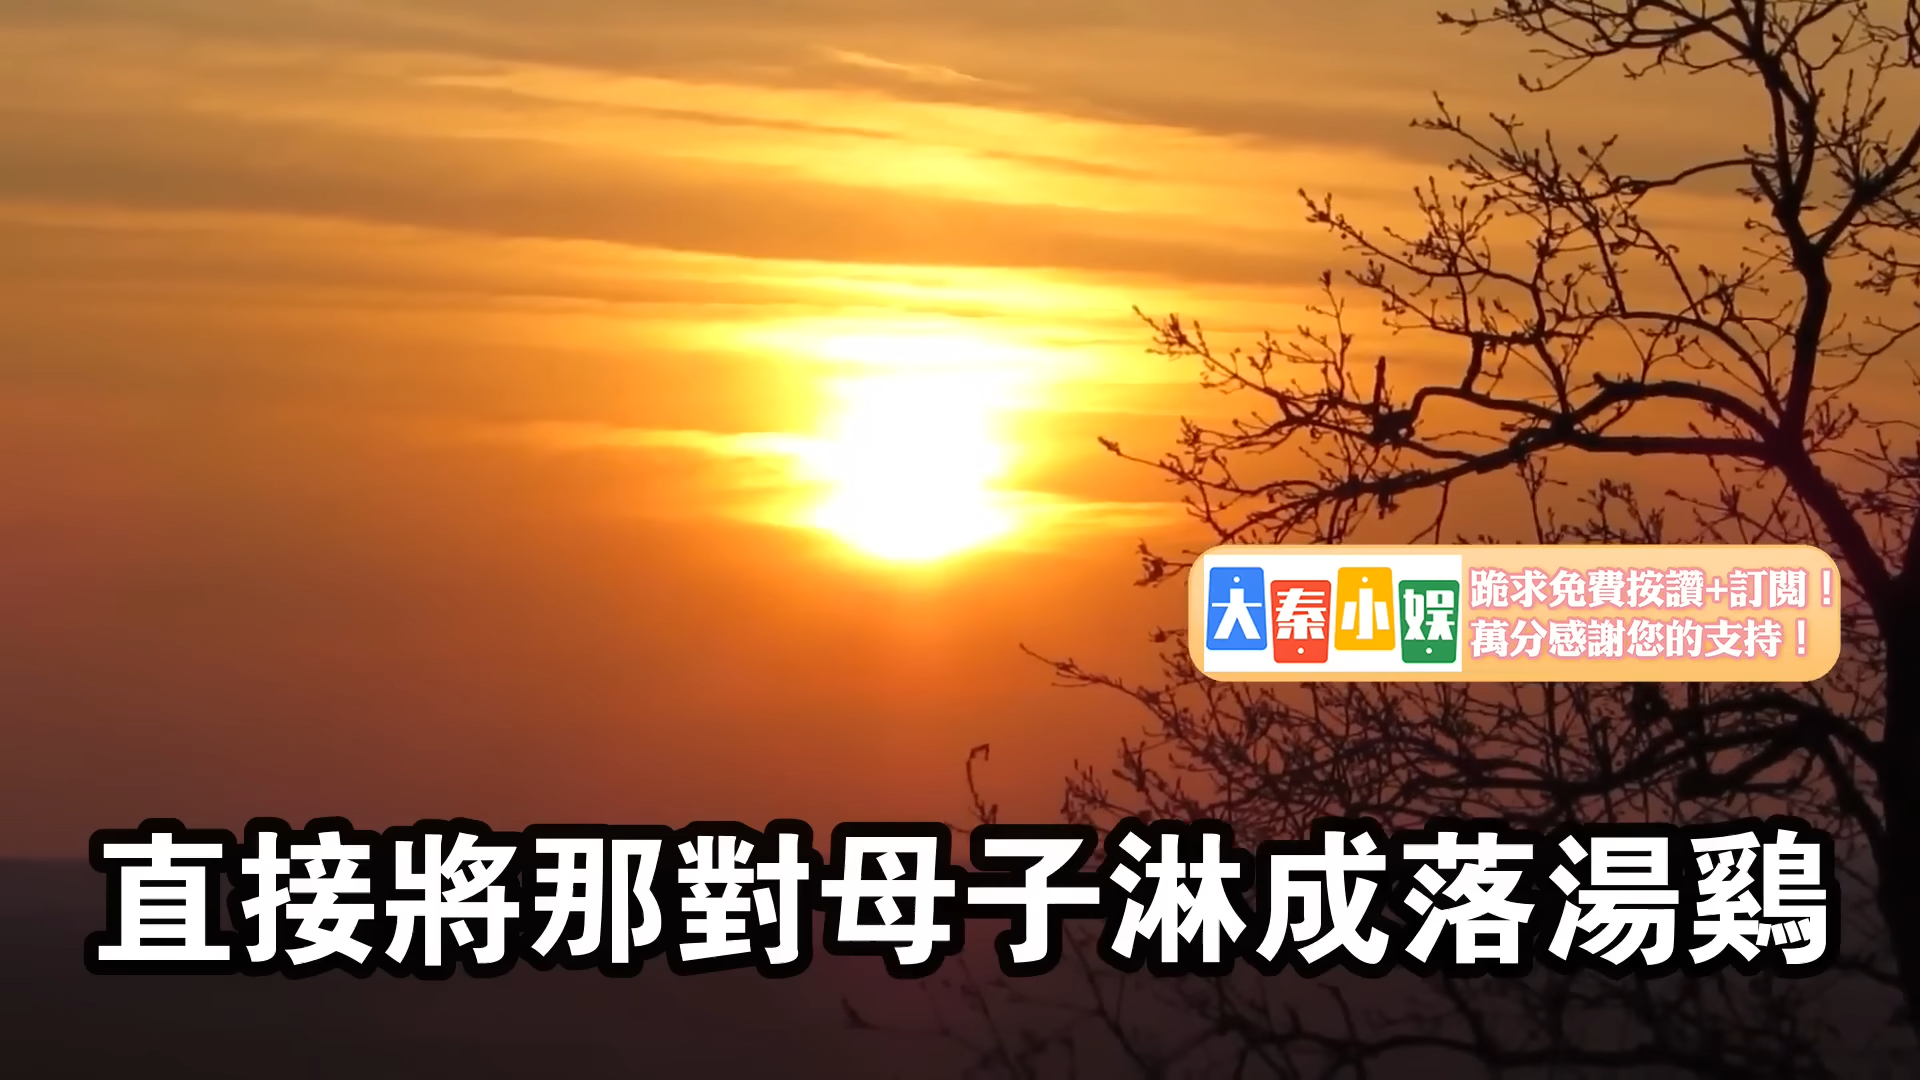 大秦小娱
跪求免費按讚+訂閱！
萬分感謝您的支持！
直接將那對母子淋成落湯鷄